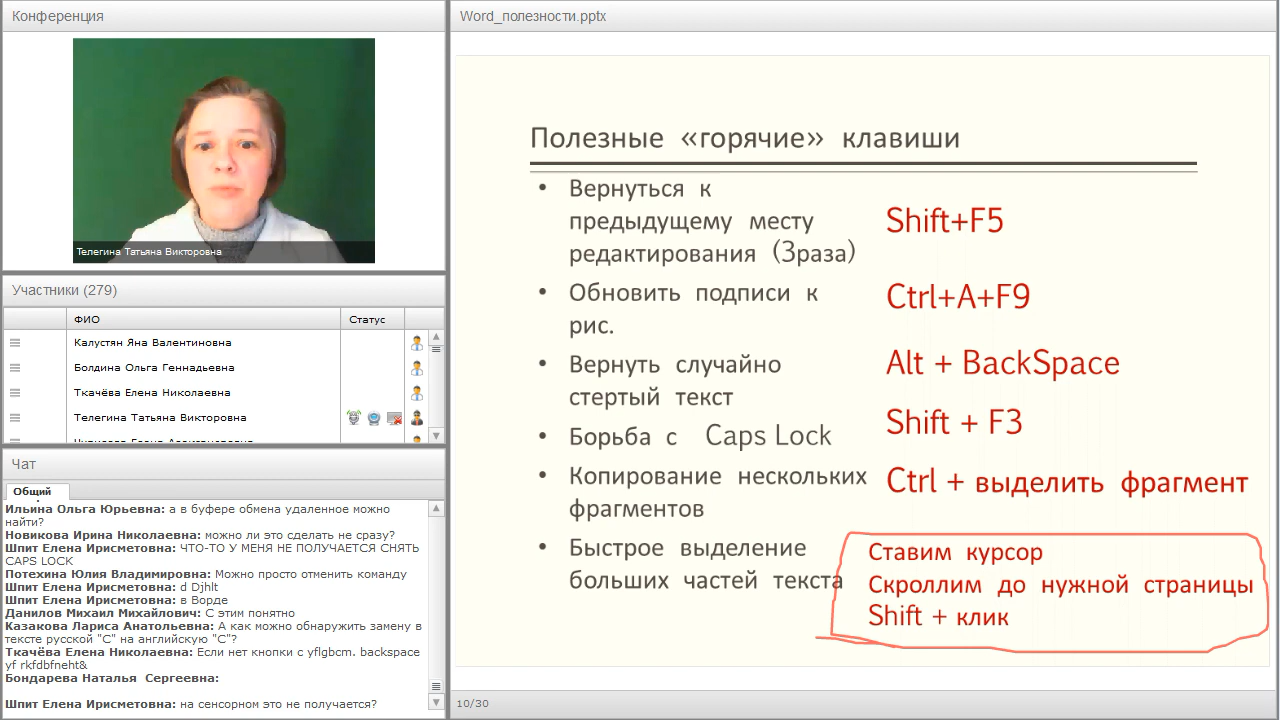 Конференция
Телегина Татьяна Викторовна
Участники (279)
ФИО Статус
Калустян Яна Валентиновна
Болдина Ольга Геннадьевна
Ткачёва Елена Николаевна
Телегина Татьяна Викторовна
Чат
Общий
Ильина Ольга Юрьевна: а в буфере обмена удаленное можно
найти?
Новикова Ирина Николаевна: можно ли это сделать не сразу?
Шпит Елена Ирисметовна: ЧТО-ТО У МЕНЯ НЕ ПОЛУЧАЕТСЯ СНЯТЬ
CAPS LOCK
Потехина Юлия Владимировна: Можно просто отменить команду
Шпит Елена Ирисметовна: d Djhlt
Шпит Елена Ирисметовна: в Ворде
Данилов Михаил Михайлович: С этим понятно
Казакова Лариса Анатольевна: А как можно обнаружить замену в
тексте русской "С" на английскую "С"?
Ткачёва Елена Николаевна: Если нет кнопки с yflgbcm. backspace
yf rkfdbfneht&
Бондарева Наталья Сергеевна:
Шпит Елена Ирисметовна: на сенсорном это не получается?
Word_полезности.pptx
Полезные «горячие» клавиши
• Вернуться к
предыдущему месту
редактирования (3раза)
Shift+F5
• Обновить подписи к
рис.
Ctrl+A+F9
• Вернуть случайно
стертый текст
Alt + BackSpace
• Борьба с Caps Lock
Shift + F3
• Копирование нескольких
фрагментов
Ctrl + выделить фрагмент
• Быстрое выделение
больших частей текста
Ставим курсор
Скроллим до нужной страницы
Shift + клик
10/30